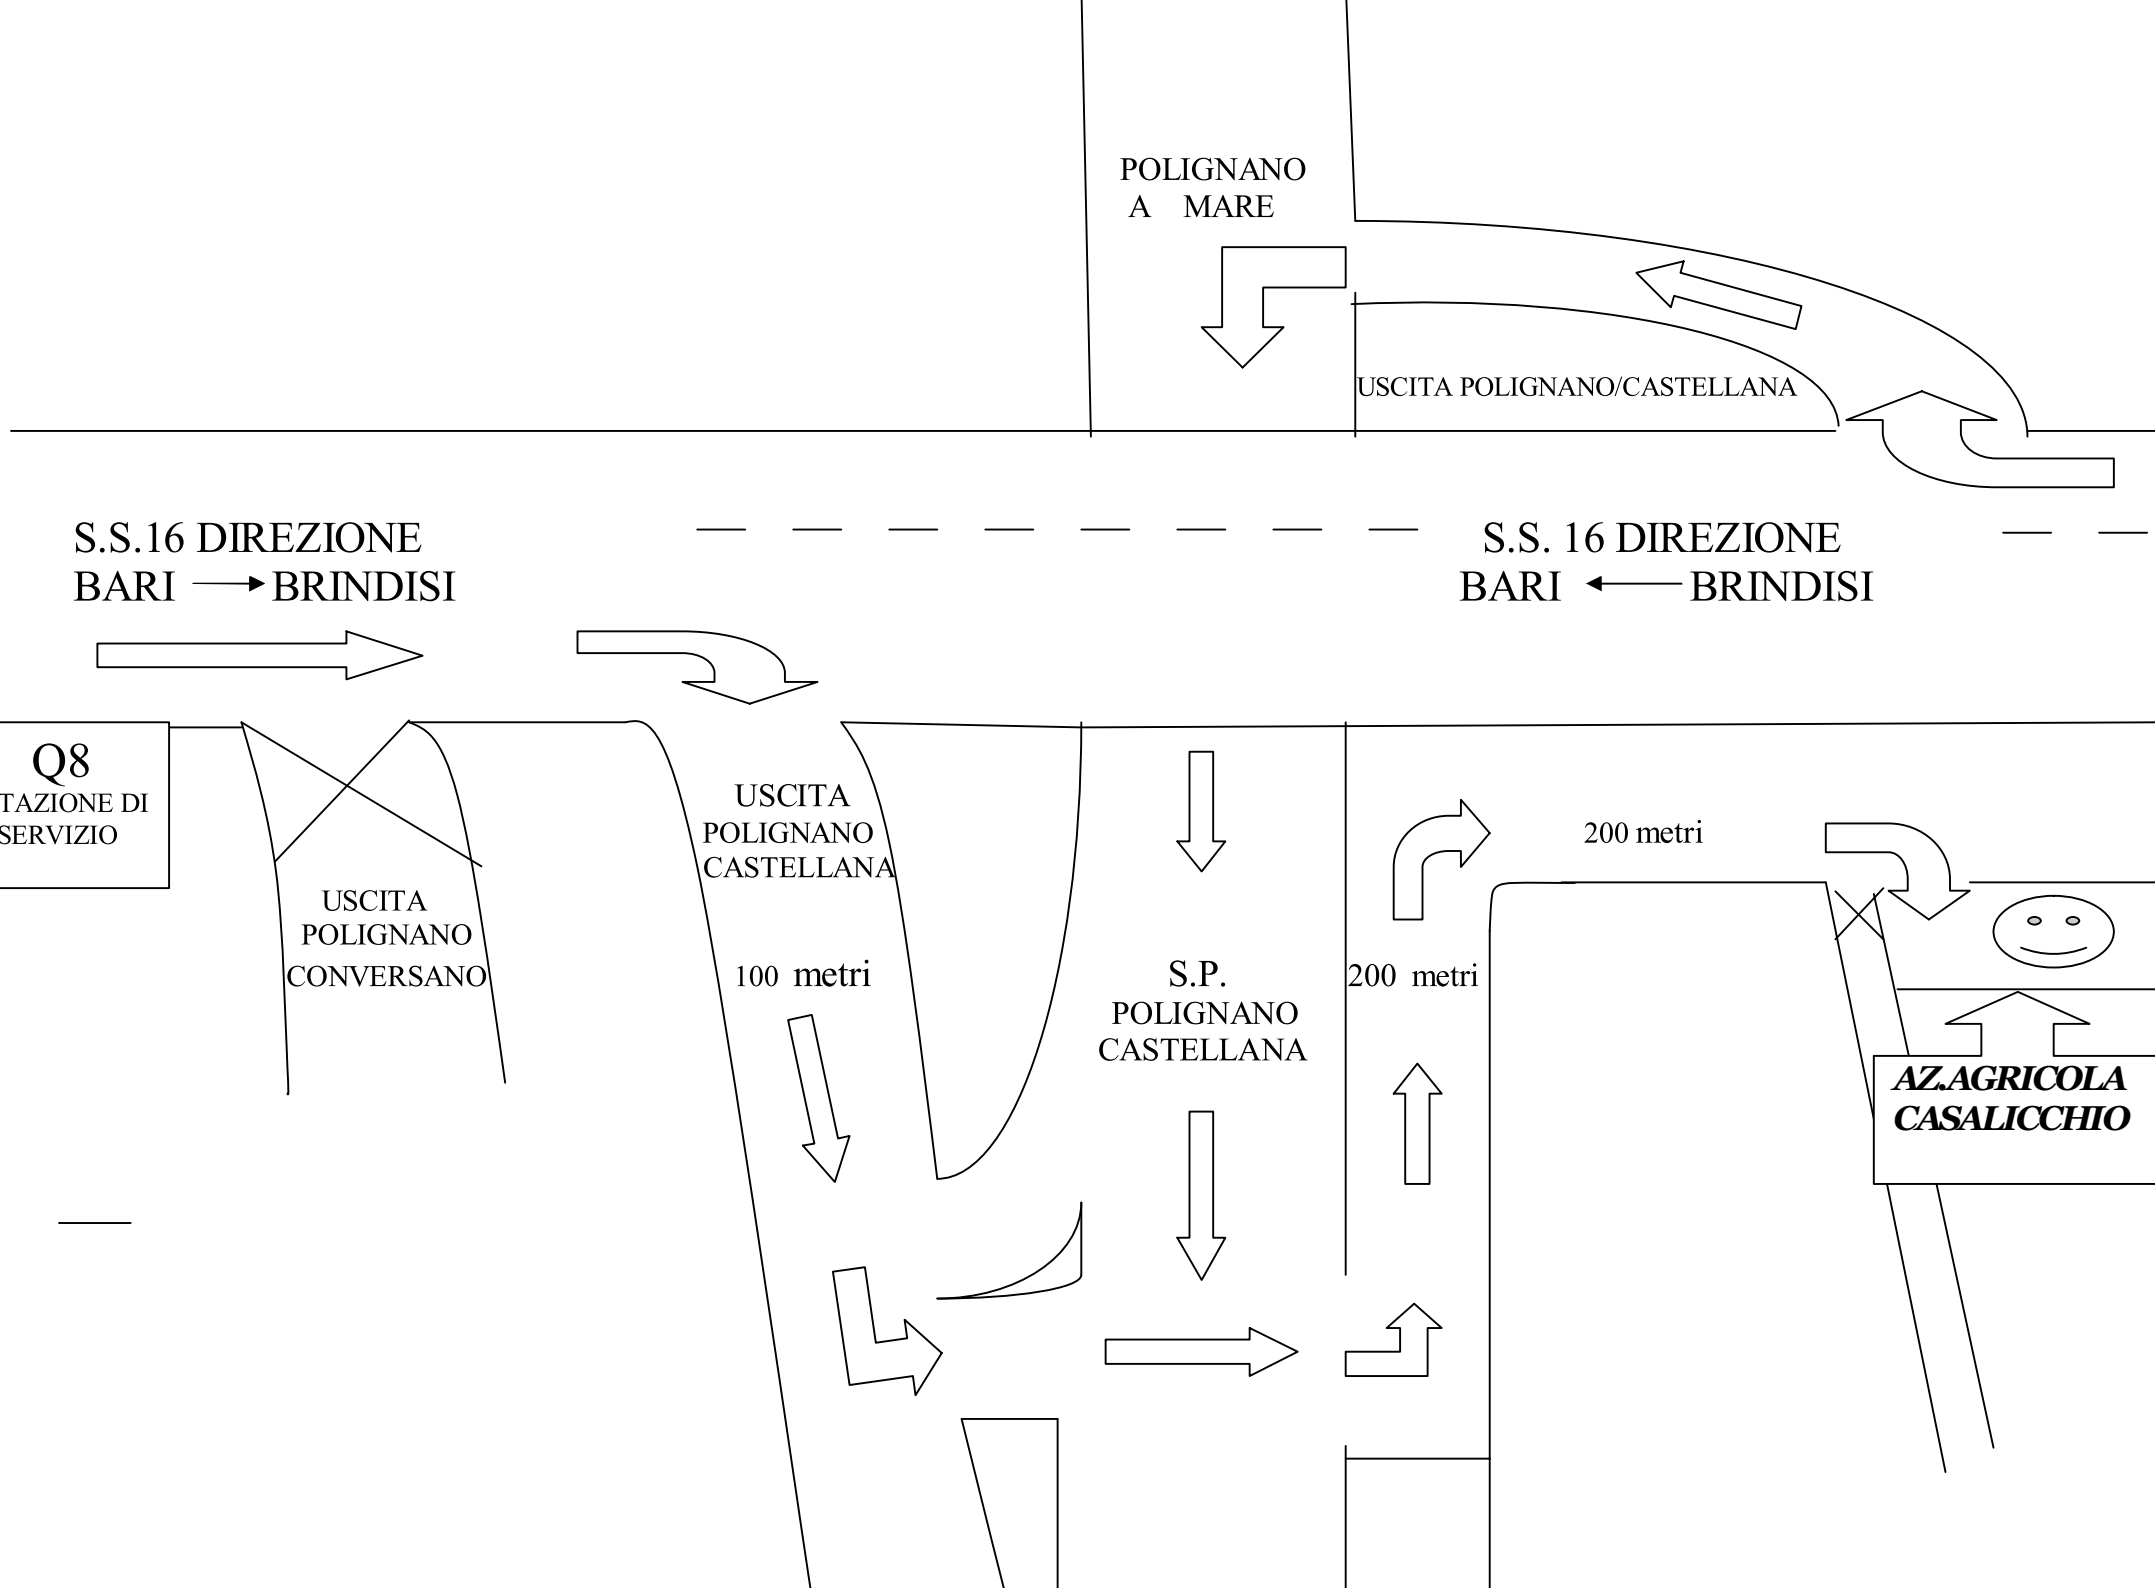 POLIGNANO
A MARE
USCITA POLIGNANO/CASTELLANA
S.S.16 DIREZIONE
BARI BRINDISI
S.S. 16 DIREZIONE
BARI BRINDISI
Q8
TAZIONE DI
SERVIZIO
USCITA
POLIGNANO
CONVERSANO
USCITA
POLIGNANO
CASTELLANA
100 metri
S.P.
POLIGNANO
CASTELLANA
200 metri
200 metri
AZ.AGRICOLA
CASALICCHIO